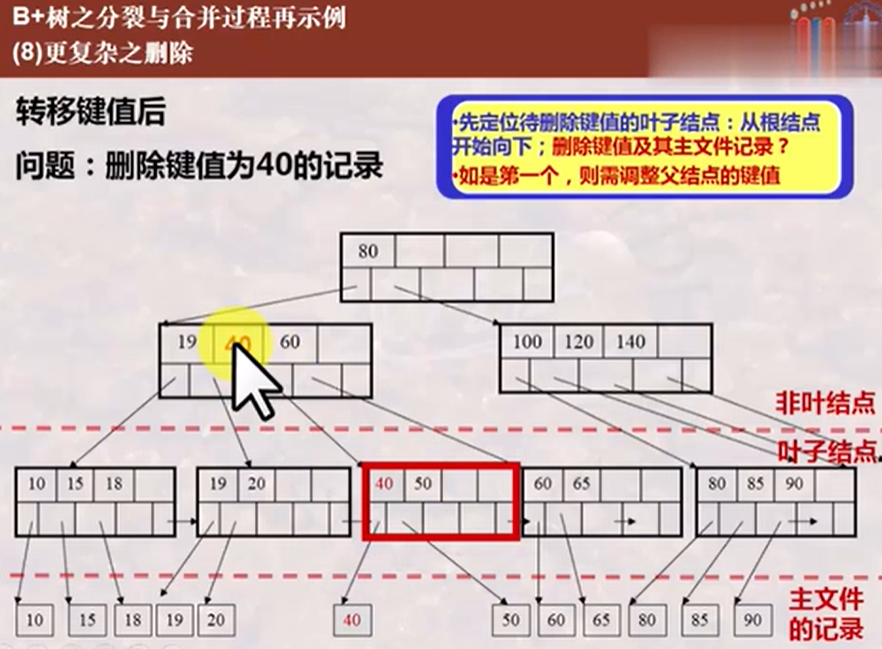 B+树之分裂与合并过程再示例
(8)更复杂之删除
转移键值后
问题：删除键值为40的记录
•先定位待删除键值的叶子结点：从根结点
开始向下；删除键值及其主文件记录？
•如是第一个，则需调整父结点的键值
80
19 40 60
100 120 140
非叶结点
叶子结点
10 15 18
19 20
40 50
60 65
80 85 90
10 15 18 19 20 40 50 60 65 80 85 90
主文件
的记录